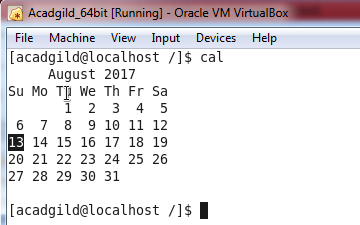 Acadgild_64bit [Running] - Oracle VM VirtualBox
File Machine View Input Devices Help
[acadgild@localhost /]$ cal
     August 2017
Su Mo Tu We Th Fr Sa
       1  2  3  4  5
 6  7  8  9 10 11 12
13 14 15 16 17 18 19
20 21 22 23 24 25 26
27 28 29 30 31
[acadgild@localhost /]$